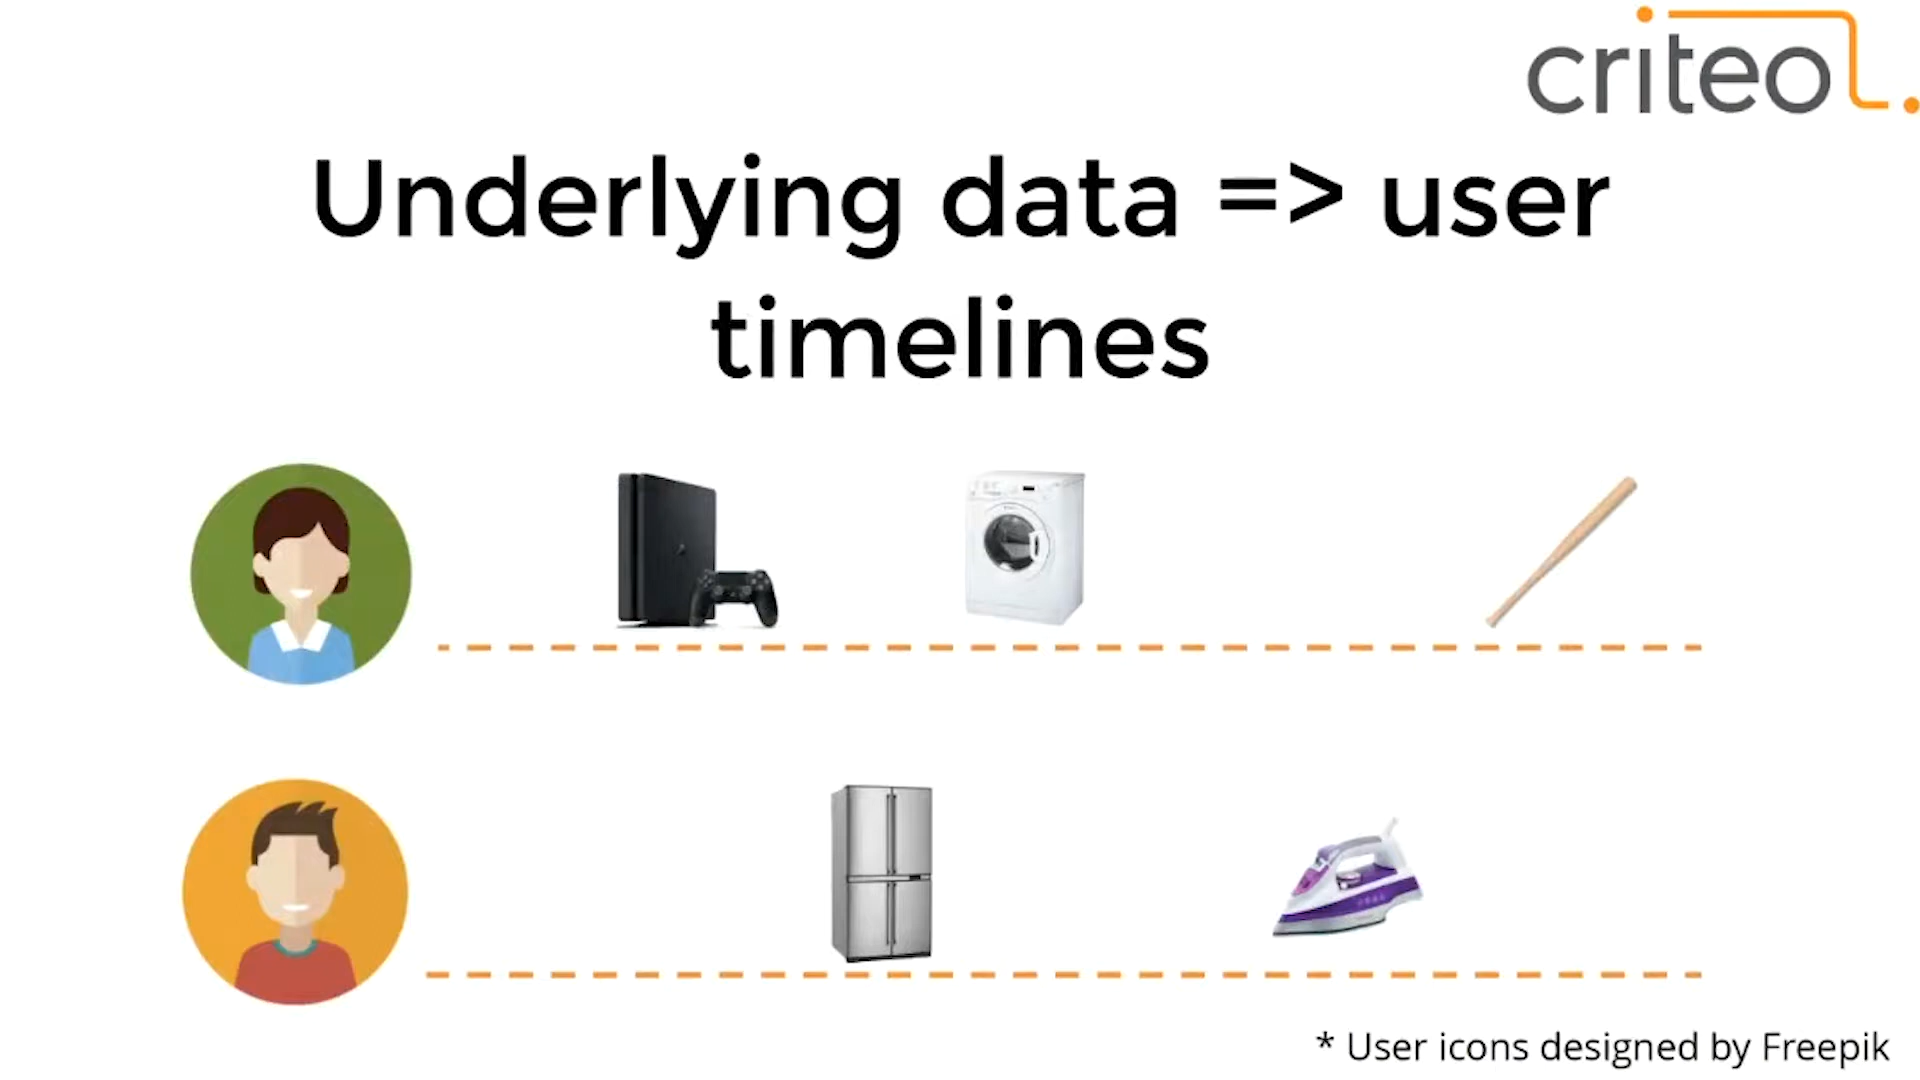 criteo
Underlying data => user
timelines
* User icons designed by Freepik